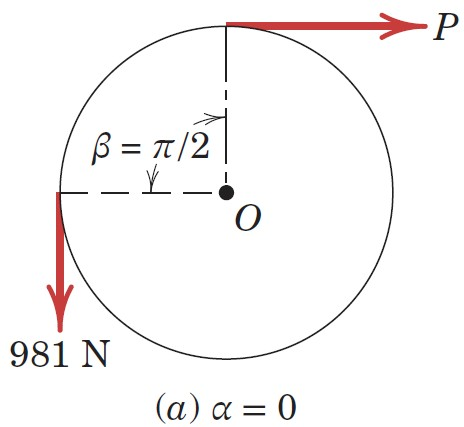 P
β = π/2
O
981 N
(a) α = 0